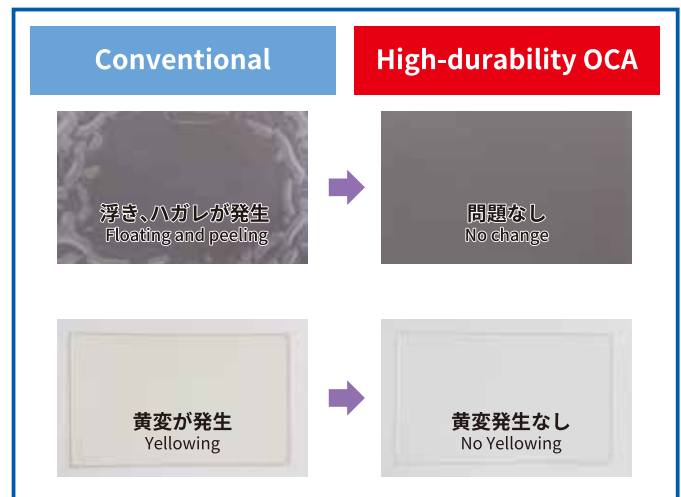 Conventional
High-durability OCA
浮き、ハガレが発生
Floating and peeling
問題なし
No change
黄変が発生
Yellowing
黄変発生なし
No Yellowing